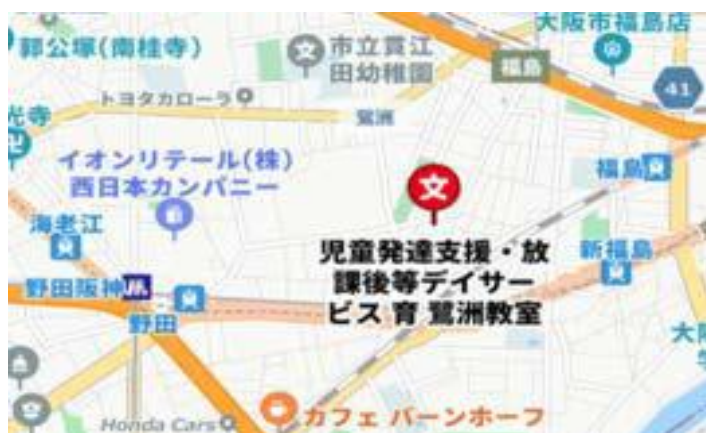 大阪市福島店
郭公塚(南桂寺)
市立貫江
田幼稚園
福島
41
トヨタカローラ
鷺洲
光寺
イオンリテール(株)
西日本カンパニー
福島
海老江
児童発達支援・放
課後等デイサー
ビス 育 鷺洲教室
新福島
野田阪神
野田
大阪
カフェ バーンホーフ
Honda Cars